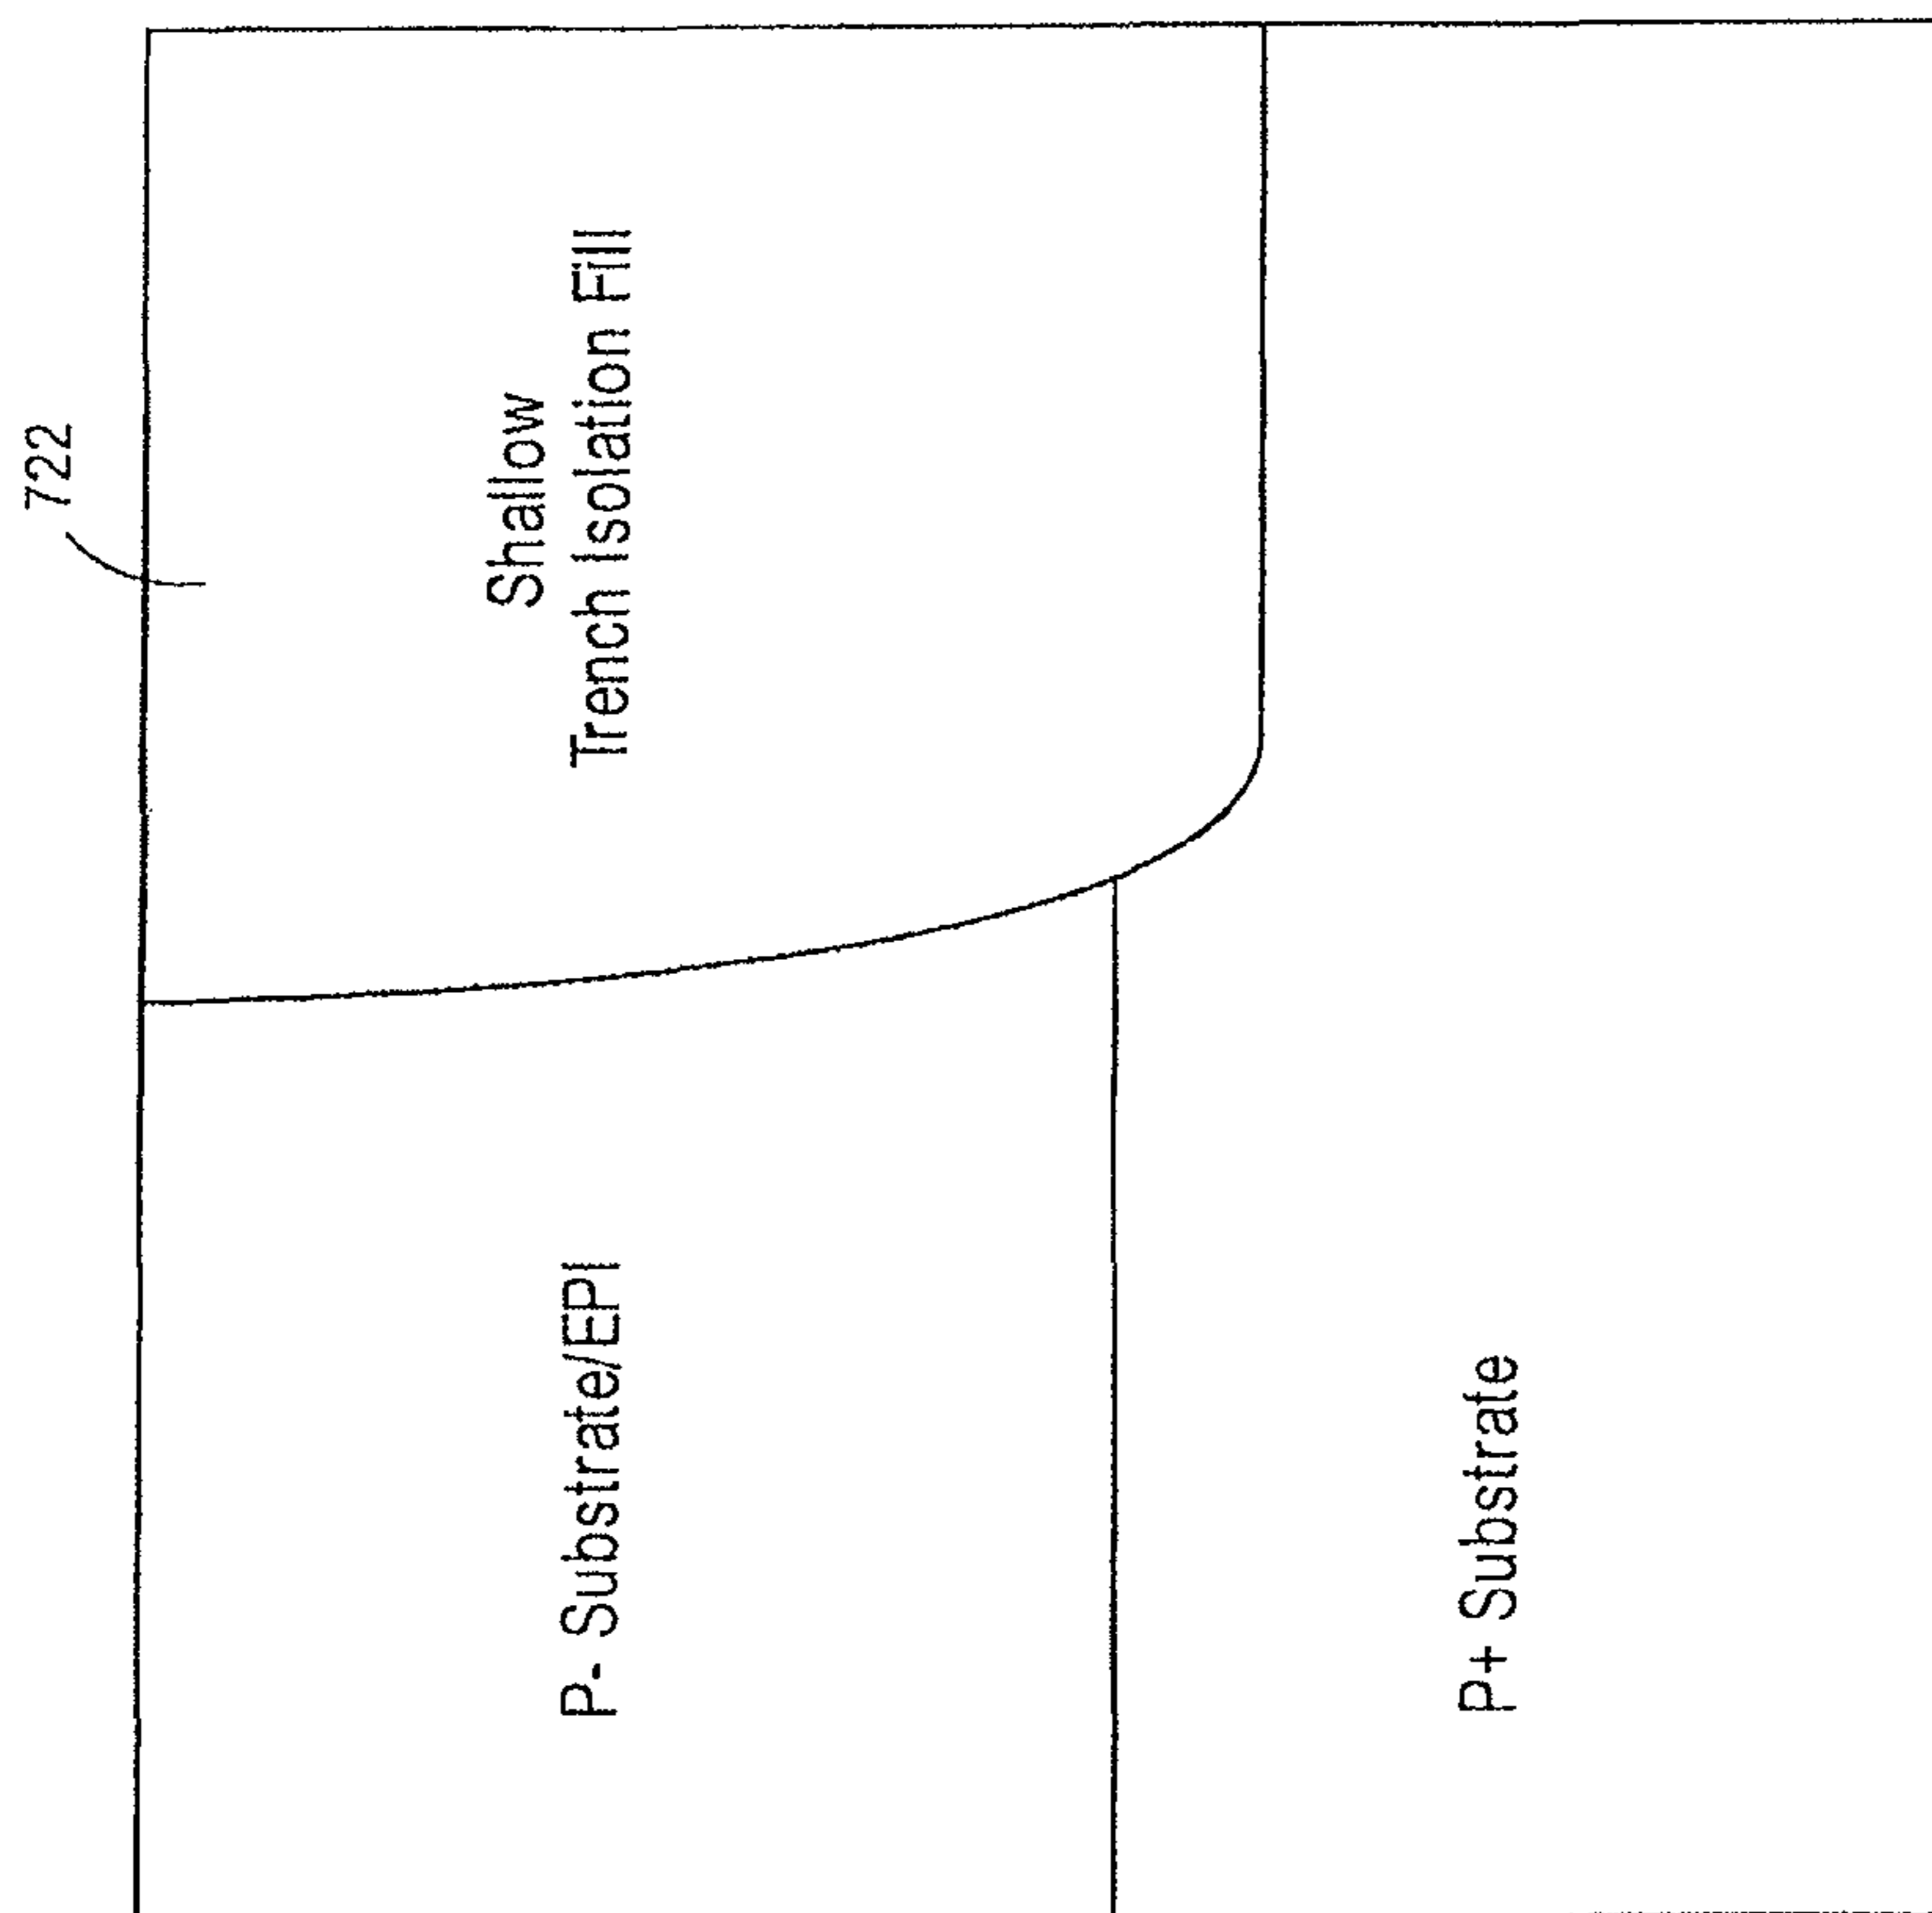 722
Shallow
Trench Isolation Fill
P- Substrate/EPI
P+ Substrate